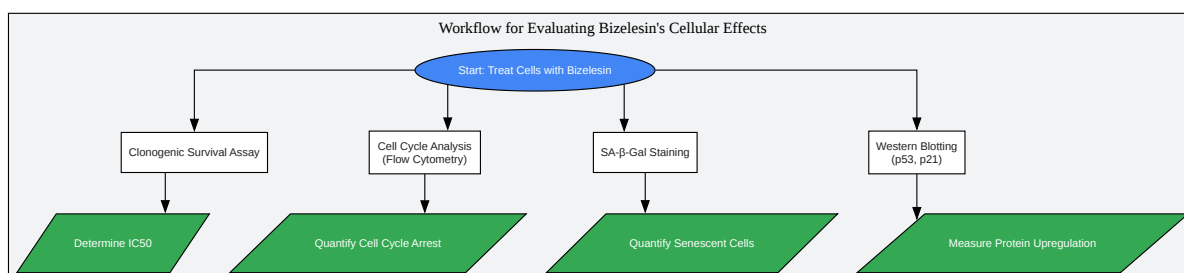 Workflow for Evaluating Bizelesin's Cellular Effects
Start: Treat Cells with Bizelesin
Clonogenic Survival Assay
Cell Cycle Analysis
(Flow Cytometry)
SA-β-Gal Staining
Western Blotting
(p53, p21)
Determine IC50
Quantify Cell Cycle Arrest
Quantify Senescent Cells
Measure Protein Upregulation